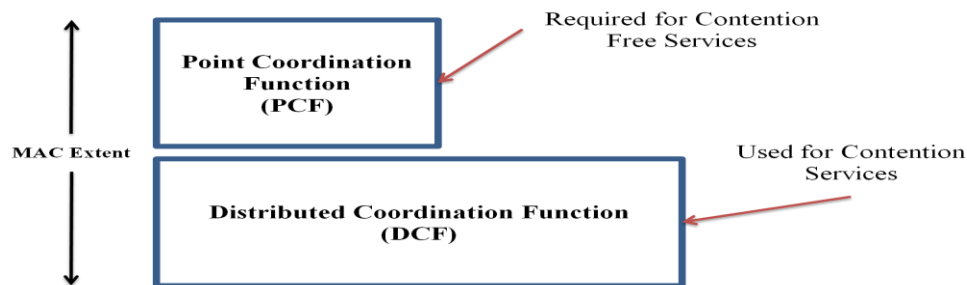 Required for Contention
Free Services
Point Coordination
Function
(PCF)
MAC Extent
Used for Contention
Services
Distributed Coordination Function
(DCF)